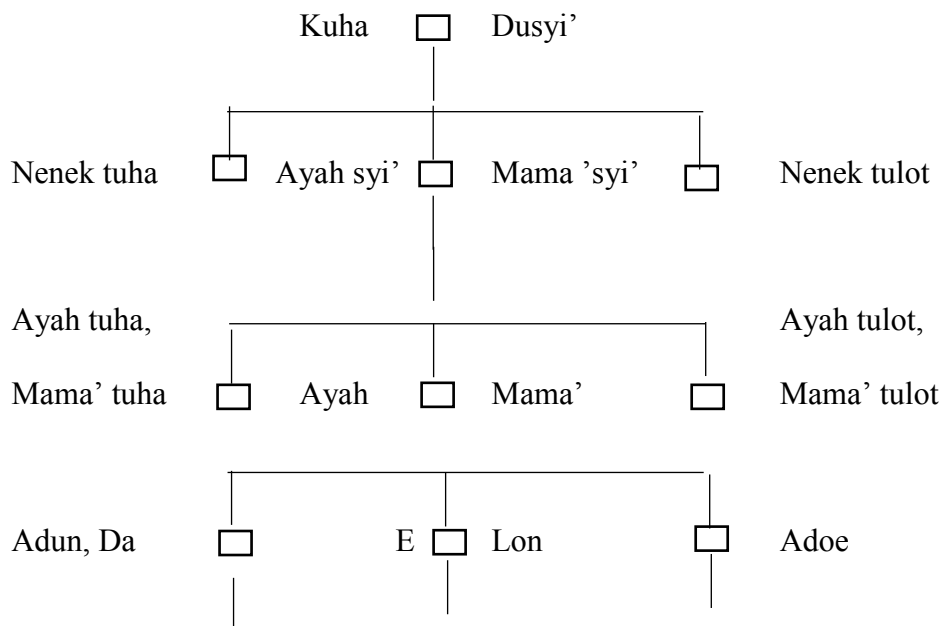 Kuha Dusyi’
Nenek tuha Ayah syi’ Mama ’syi’ Nenek tulot
Ayah tuha, Ayah tulot,
Mama’ tuha Ayah Mama’ Mama’ tulot
Adun, Da E Lon Adoe